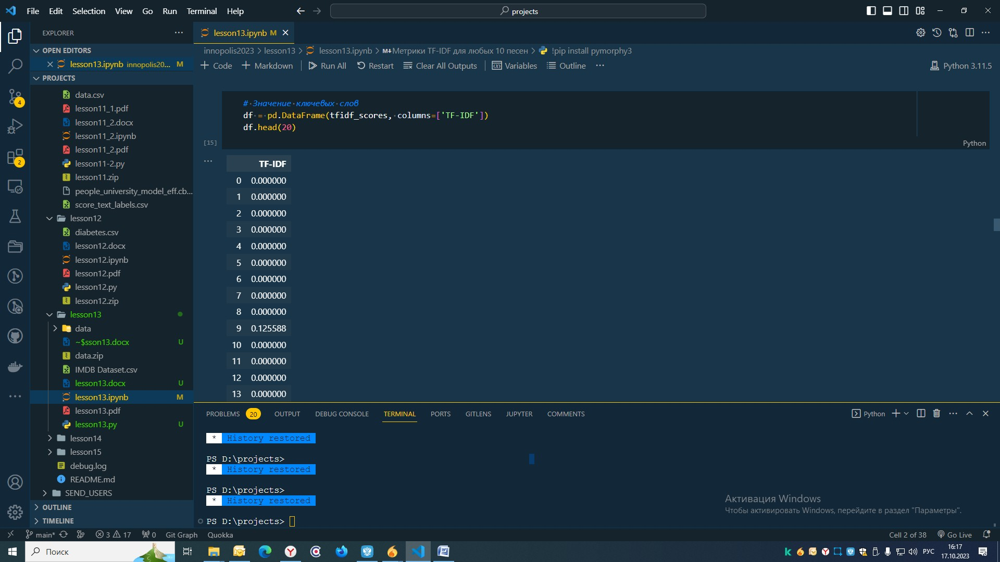 File Edit Selection View Go Run Terminal Help
projects
EXPLORER
lesson13.ipynb M
OPEN EDITORS
lesson13.ipynb innopolis20... M
PROJECTS
data.csv
lesson11_1.pdf
lesson11_2.docx
lesson11_2.ipynb
lesson11_2.pdf
lesson11-2.py
lesson11.zip
people_university_model_eff.cb...
score_text_labels.csv
lesson12
diabetes.csv
lesson12.docx
lesson12.ipynb
lesson12.pdf
lesson12.py
lesson12.zip
lesson13
data
~$sson13.docx U
data.zip
IMDB Dataset.csv
lesson13.docx U
lesson13.ipynb M
lesson13.pdf
lesson13.py U
lesson14
lesson15
debug.log
README.md
SEND_USERS
OUTLINE
TIMELINE
4
2
innopolis2023 > lesson13 > lesson13.ipynb > M↓Метрики TF-IDF для любых 10 песен > !pip install pymorphy3
Code Markdown Run All Restart Clear All Outputs Variables Outline ... Python 3.11.5
# Значение ключевых слов
df = pd.DataFrame(tfidf_scores, columns=['TF-IDF'])
df.head(20)
[15] Python
TF-IDF
0 0.000000
1 0.000000
2 0.000000
3 0.000000
4 0.000000
5 0.000000
6 0.000000
7 0.000000
8 0.000000
9 0.125588
10 0.000000
11 0.000000
12 0.000000
13 0.000000
PROBLEMS 20 OUTPUT DEBUG CONSOLE TERMINAL PORTS GITLENS JUPYTER COMMENTS Python
* History restored
PS D:\projects>
* History restored
PS D:\projects>
* History restored
PS D:\projects>
Активация Windows
Чтобы активировать Windows, перейдите в раздел "Параметры".
main* 3 17 0 Git Graph Quokka Cell 2 of 38 Go Live
Поиск
РУС
16:17
17.10.2023